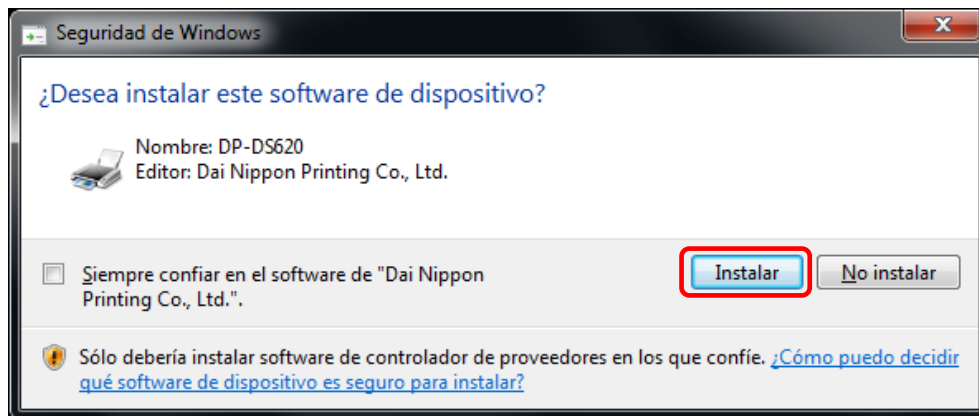 Seguridad de Windows
¿Desea instalar este software de dispositivo?
Nombre: DP-DS620
Editor: Dai Nippon Printing Co., Ltd.
Siempre confiar en el software de "Dai Nippon
Printing Co., Ltd.".
Instalar
No instalar
Sólo debería instalar software de controlador de proveedores en los que confíe. ¿Cómo puedo decidir
qué software de dispositivo es seguro para instalar?